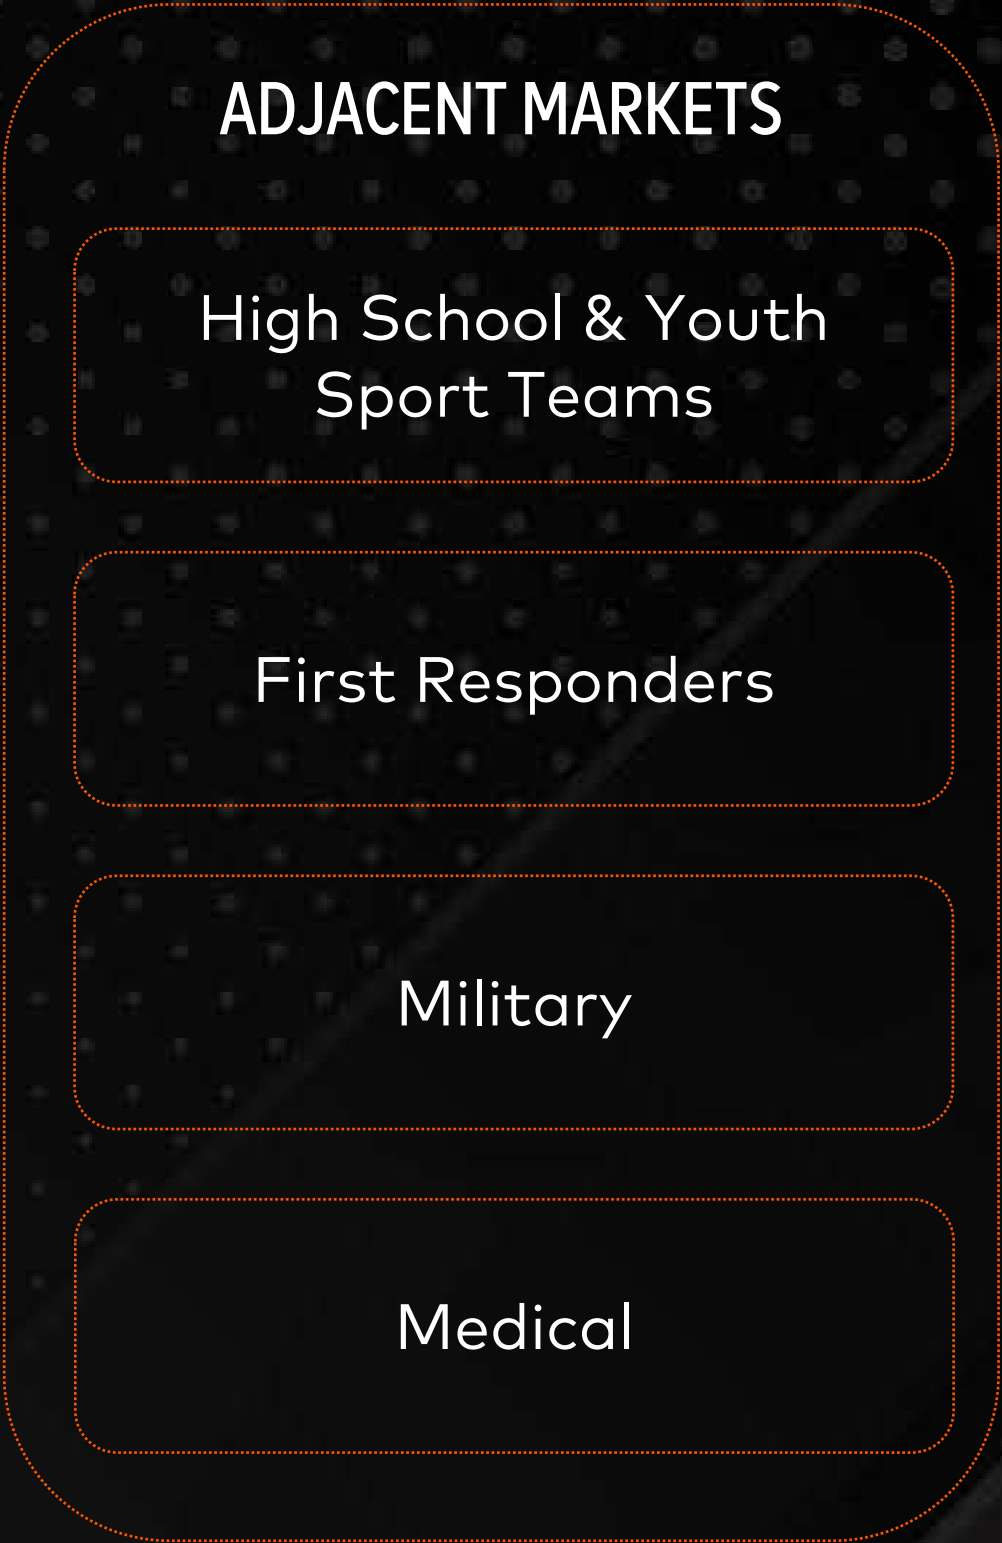 ADJACENT MARKETS
High School & Youth
Sport Teams
First Responders
Military
Medical